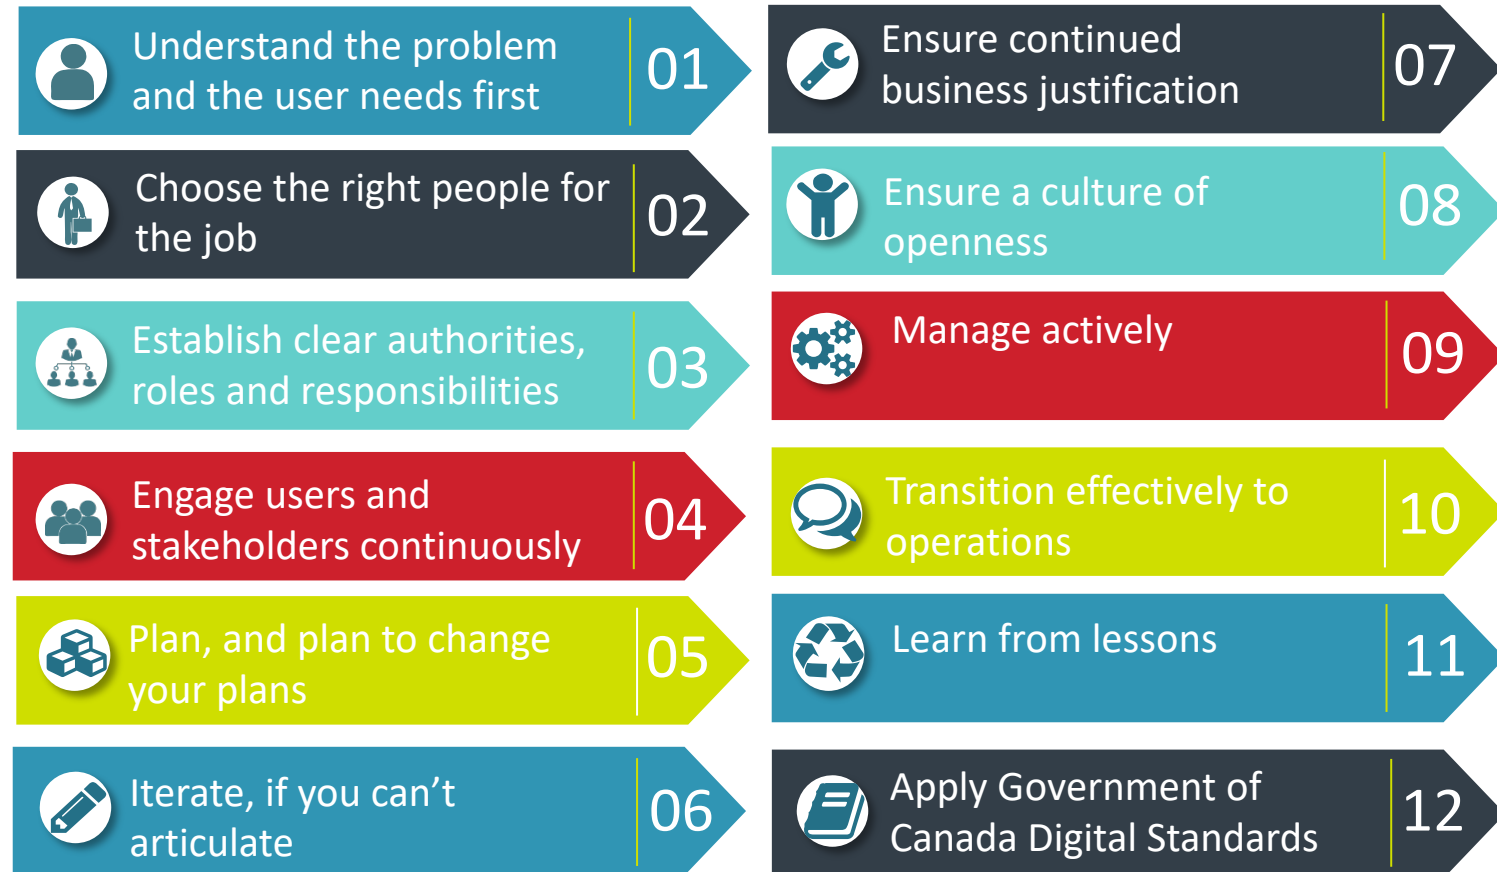 Understand the problem
and the user needs first
01
Choose the right people for
the job
02
Establish clear authorities,
roles and responsibilities
03
Engage users and
stakeholders continuously
04
Plan, and plan to change
your plans
05
Iterate, if you can’t
articulate
06
Ensure continued
business justification
07
Ensure a culture of
openness
08
Manage actively
09
Transition effectively to
operations
10
Learn from lessons
11
Apply Government of
Canada Digital Standards
12